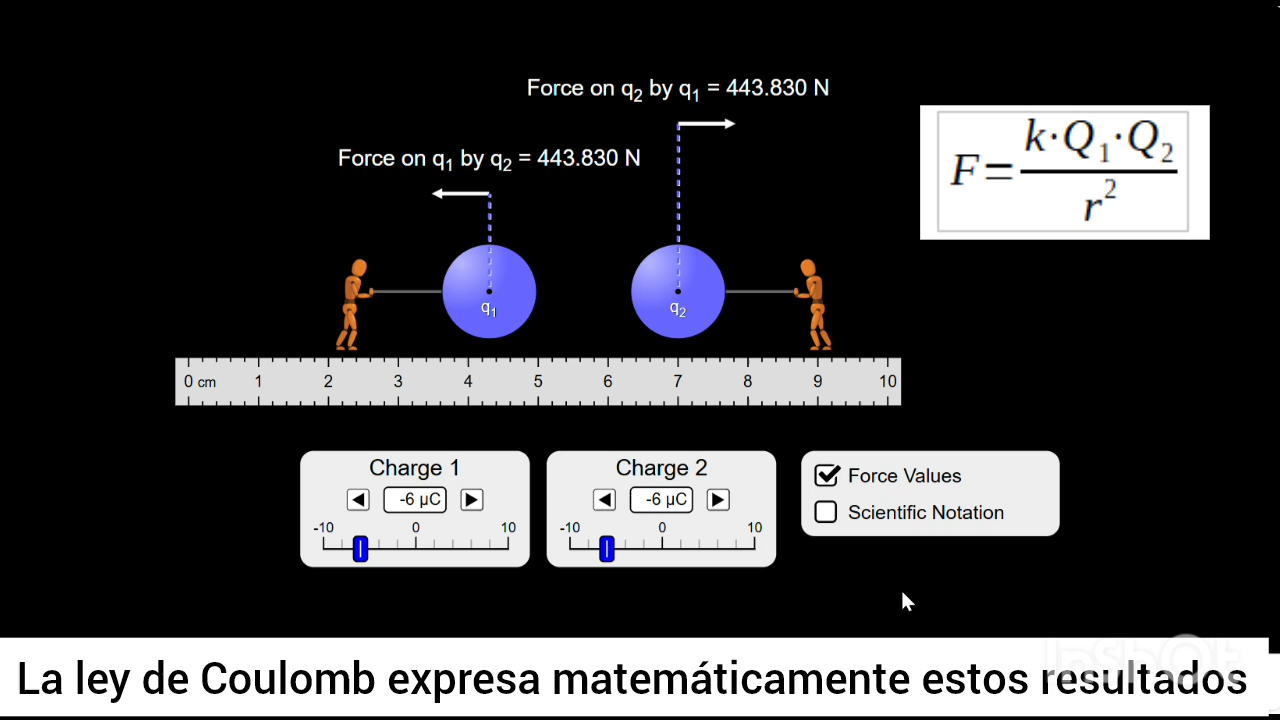 Force on q₂ by q₁ = 443.830 N
Force on q₁ by q₂ = 443.830 N
F = k·Q₁·Q₂ / r²
q₁
q₂
0 cm 1 2 3 4 5 6 7 8 9 10
Charge 1
-6 μC
-10 0 10
Charge 2
-6 μC
-10 0 10
Force Values
Scientific Notation
InShOt
La ley de Coulomb expresa matemáticamente estos resultados